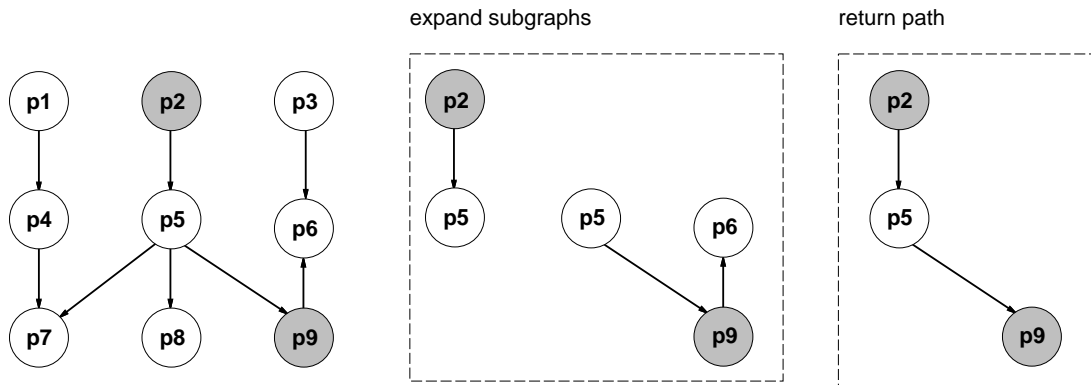 expand subgraphs
return path
p1
p2
p3
p4
p5
p6
p7
p8
p9
p2
p5
p5
p6
p9
p2
p5
p9